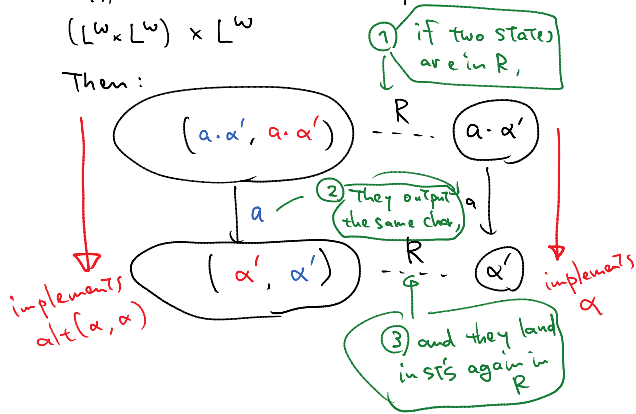 (L^ω × L^ω) × L^ω
① if two states
are in R,
Then:
(a·α', a·α') R a·α'
a ② They output a
the same char,
(α', α') R α'
implements
alt(α, α)
implements
α
③ and they land
in sts again in
R